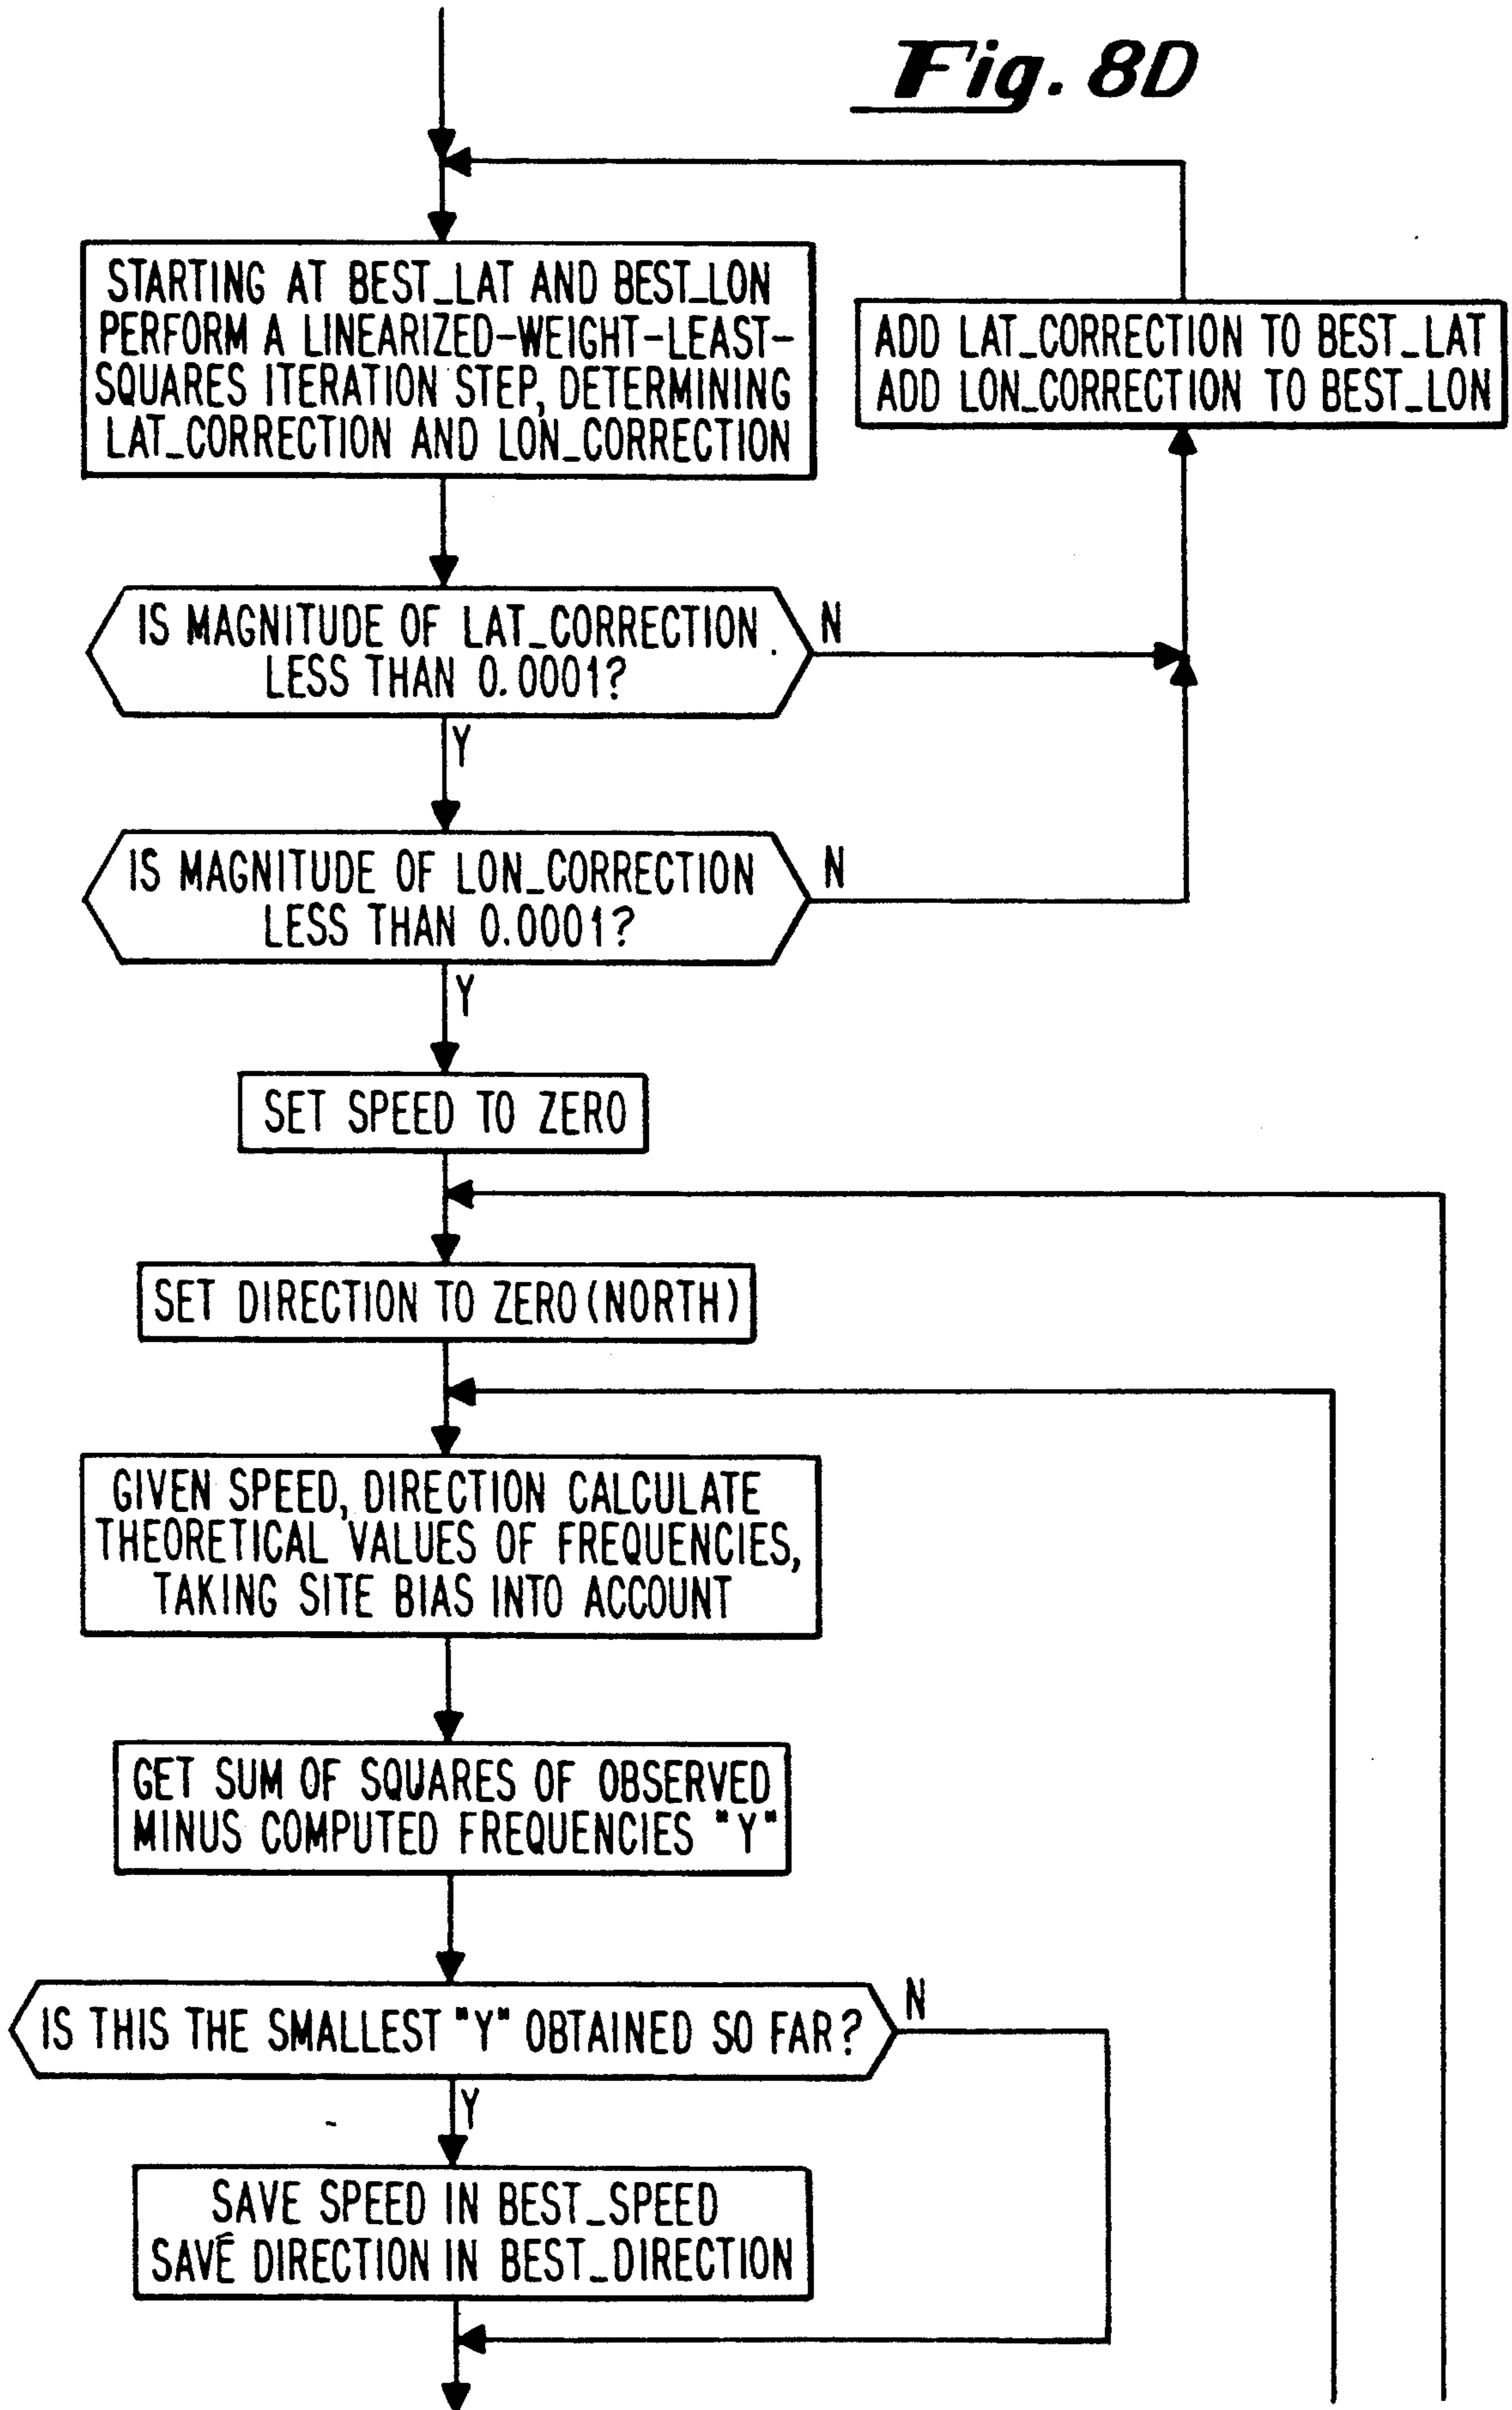 Fig. 8D
STARTING AT BEST_LAT AND BEST_LON
PERFORM A LINEARIZED-WEIGHT-LEAST-
SQUARES ITERATION STEP, DETERMINING
LAT_CORRECTION AND LON_CORRECTION
ADD LAT_CORRECTION TO BEST_LAT
ADD LON_CORRECTION TO BEST_LON
IS MAGNITUDE OF LAT_CORRECTION
LESS THAN 0.0001?
N
Y
IS MAGNITUDE OF LON_CORRECTION
LESS THAN 0.0001?
N
Y
SET SPEED TO ZERO
SET DIRECTION TO ZERO (NORTH)
GIVEN SPEED, DIRECTION CALCULATE
THEORETICAL VALUES OF FREQUENCIES,
TAKING SITE BIAS INTO ACCOUNT
GET SUM OF SQUARES OF OBSERVED
MINUS COMPUTED FREQUENCIES "Y"
IS THIS THE SMALLEST "Y" OBTAINED SO FAR?
N
Y
SAVE SPEED IN BEST_SPEED
SAVE DIRECTION IN BEST_DIRECTION